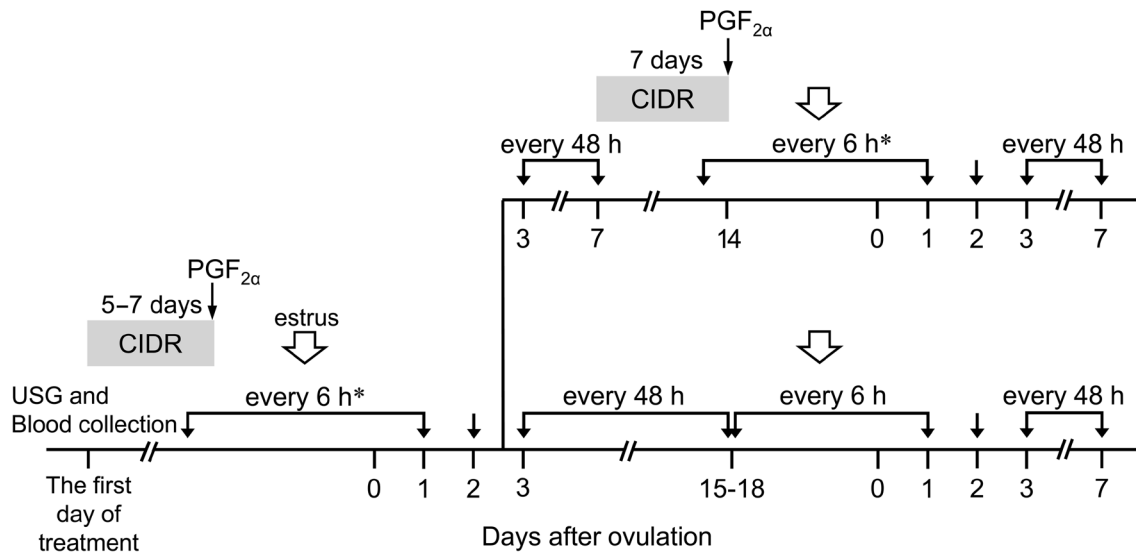 PGF2α
7 days
CIDR
every 48 h
every 6 h*
every 48 h
3
7
14
0
1
2
3
7
PGF2α
5–7 days
CIDR
estrus
USG and
Blood collection
every 6 h*
every 48 h
every 6 h
every 48 h
0
1
2
3
15-18
0
1
2
3
7
The first
day of
treatment
Days after ovulation